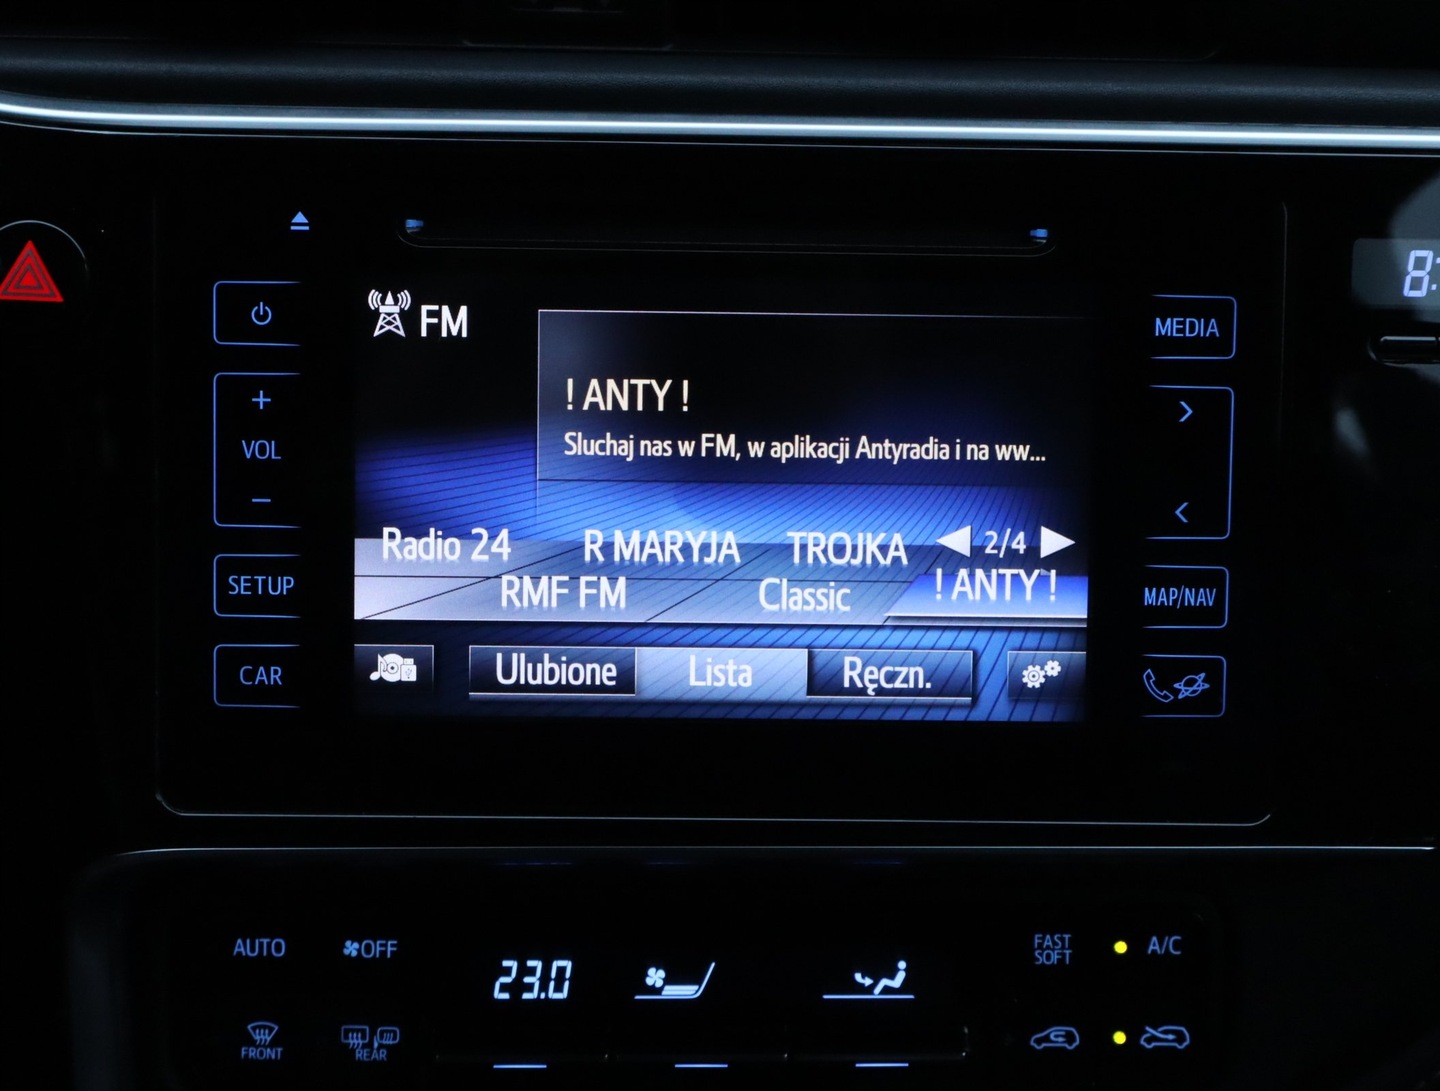 FM
MEDIA
! ANTY !
+
VOL
−
Sluchaj nas w FM, w aplikacji Antyradia i na ww...
Radio 24
R MARYJA
TROJKA
2/4
SETUP
RMF FM
Classic
! ANTY !
MAP/NAV
CAR
Ulubione
Lista
Ręczn.
AUTO
OFF
23.0
FAST
SOFT
A/C
FRONT
REAR